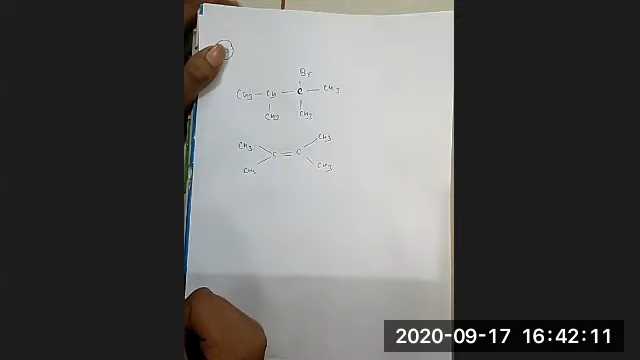 Br
CH3 – CH – C – CH3
CH3 CH3
CH3 CH3
C = C
CH3 CH3
2020-09-17 16:42:11